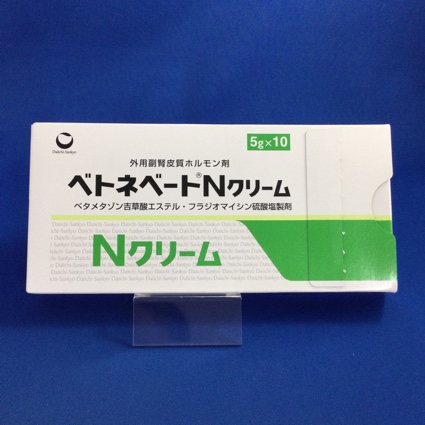 Daiichi-Sankyo
5g×10
外用副腎皮質ホルモン剤
ベトネベート®Nクリーム
ベタメタゾン吉草酸エステル・フラジオマイシン硫酸塩製剤
Nクリーム